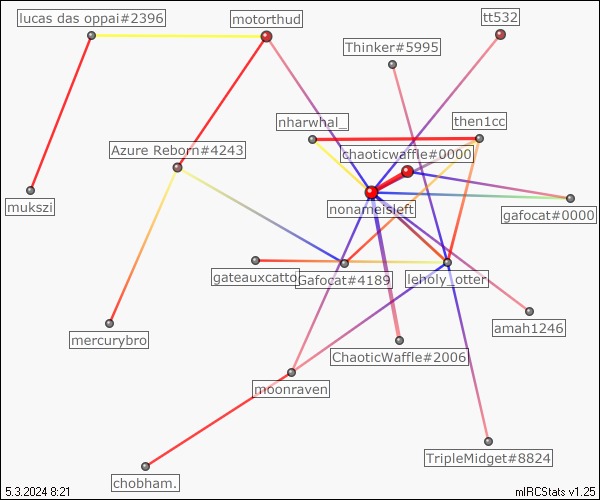 lucas das oppai#2396
motorthud
tt532
Thinker#5995
nharwhal_
then1cc
Azure Reborn#4243
chaoticwaffle#0000
mukszi
nonameisleft
gafocat#0000
gateauxcatto
Gafocat#4189
leholy_otter
amah1246
mercurybro
ChaoticWaffle#2006
moonraven
TripleMidget#8824
chobham.
5.3.2024 8:21
mIRCStats v1.25